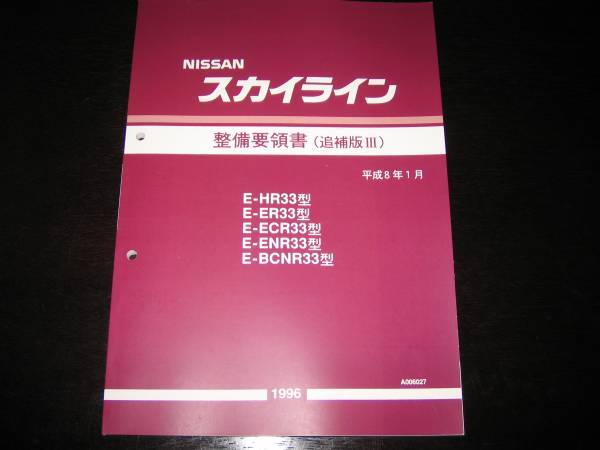 NISSAN
スカイライン
整備要領書(追補版III)
平成8年1月
E-HR33型
E-ER33型
E-ECR33型
E-ENR33型
E-BCNR33型
A006027
1996